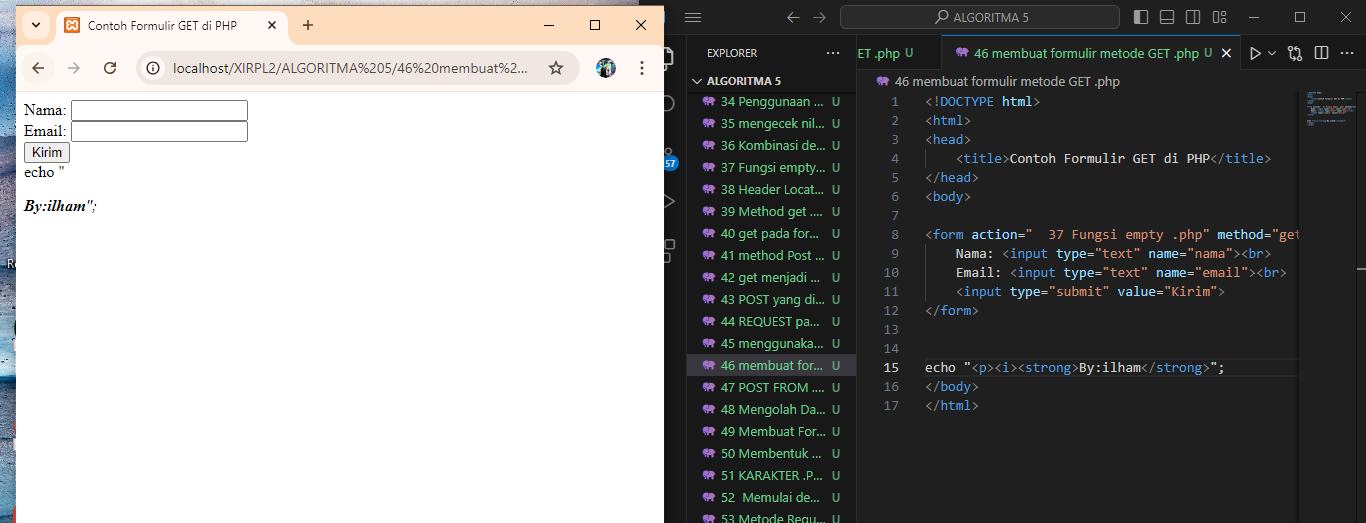 Contoh Formulir GET di PHP
localhost/XIRPL2/ALGORITMA%205/46%20membuat%2...
Nama:
Email:
Kirim
echo "
By:ilham";
ALGORITMA 5
EXPLORER
ALGORITMA 5
34 Penggunaan ... U
35 mengecek nil... U
36 Kombinasi de... U
37 Fungsi empty... U
38 Header Locat... U
39 Method get .... U
40 get pada for... U
41 method Post ... U
42 get menjadi ... U
43 POST yang di... U
44 REQUEST pa... U
45 menggunaka... U
46 membuat for... U
47 POST FROM .... U
48 Mengolah Da... U
49 Membuat For... U
50 Membentuk ... U
51 KARAKTER .P... U
52 Memulai de... U
53 Metode Requ... U
57
ET .php U
46 membuat formulir metode GET .php U
46 membuat formulir metode GET .php
1 <!DOCTYPE html>
2 <html>
3 <head>
4 <title>Contoh Formulir GET di PHP</title>
5 </head>
6 <body>
7
8 <form action="  37 Fungsi empty .php" method="get
9 Nama: <input type="text" name="nama"><br>
10 Email: <input type="text" name="email"><br>
11 <input type="submit" value="Kirim">
12 </form>
13
14
15 echo "<p><i><strong>By:ilham</strong>";
16 </body>
17 </html>